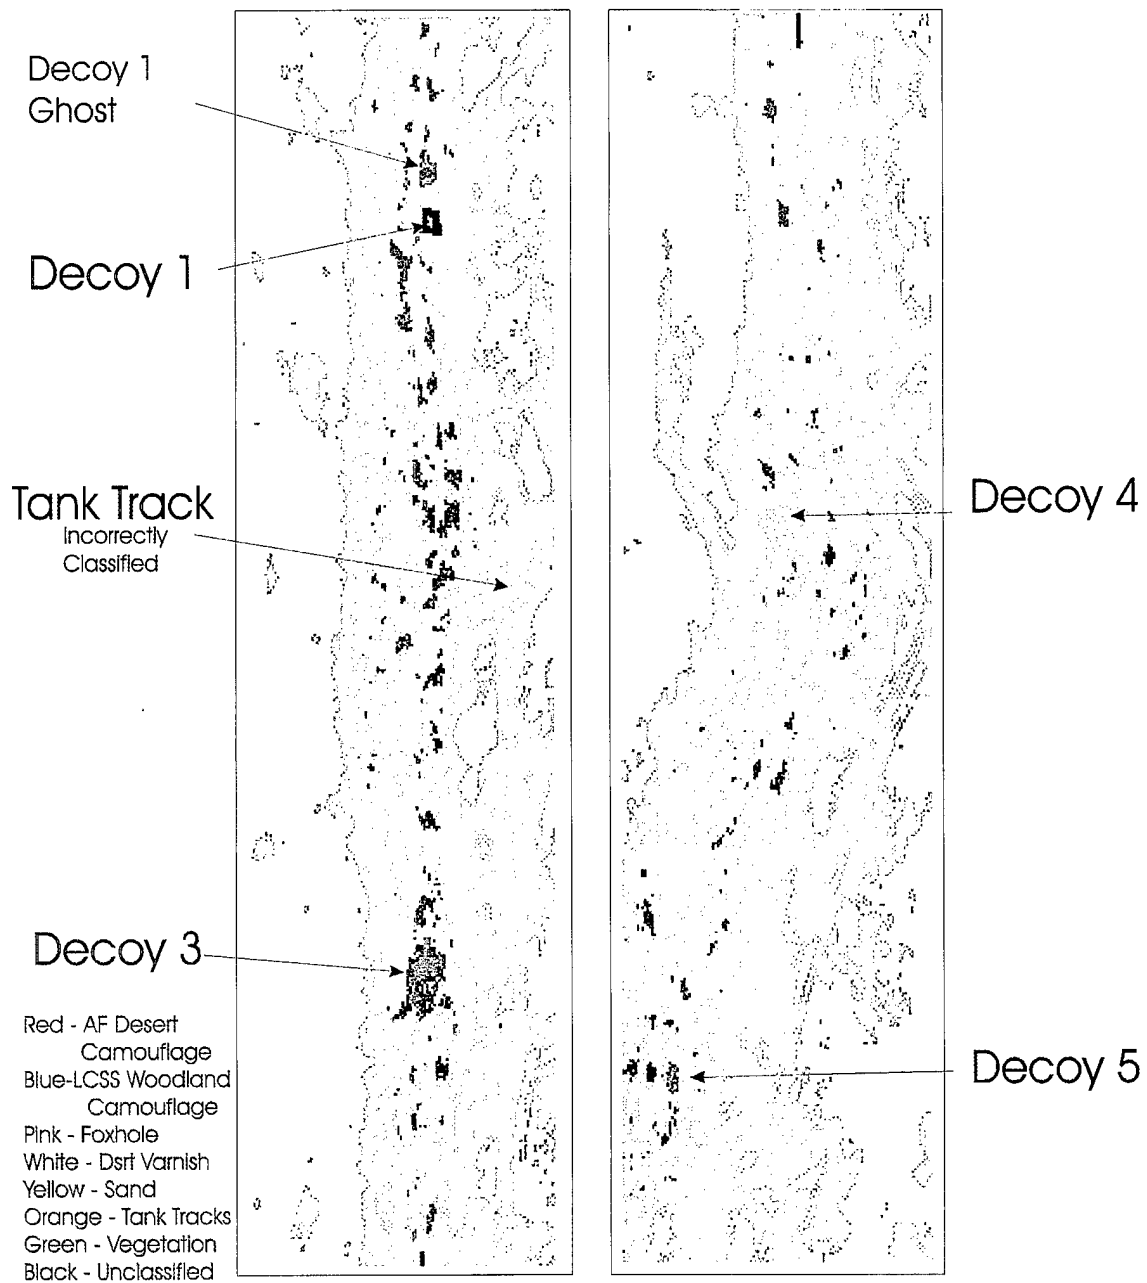 Decoy 1
Ghost
Decoy 1
Tank Track
Incorrectly
Classified
Decoy 3
Red - AF Desert
Camouflage
Blue-LCSS Woodland
Camouflage
Pink - Foxhole
White - Dsrt Varnish
Yellow - Sand
Orange - Tank Tracks
Green - Vegetation
Black - Unclassified
Decoy 4
Decoy 5